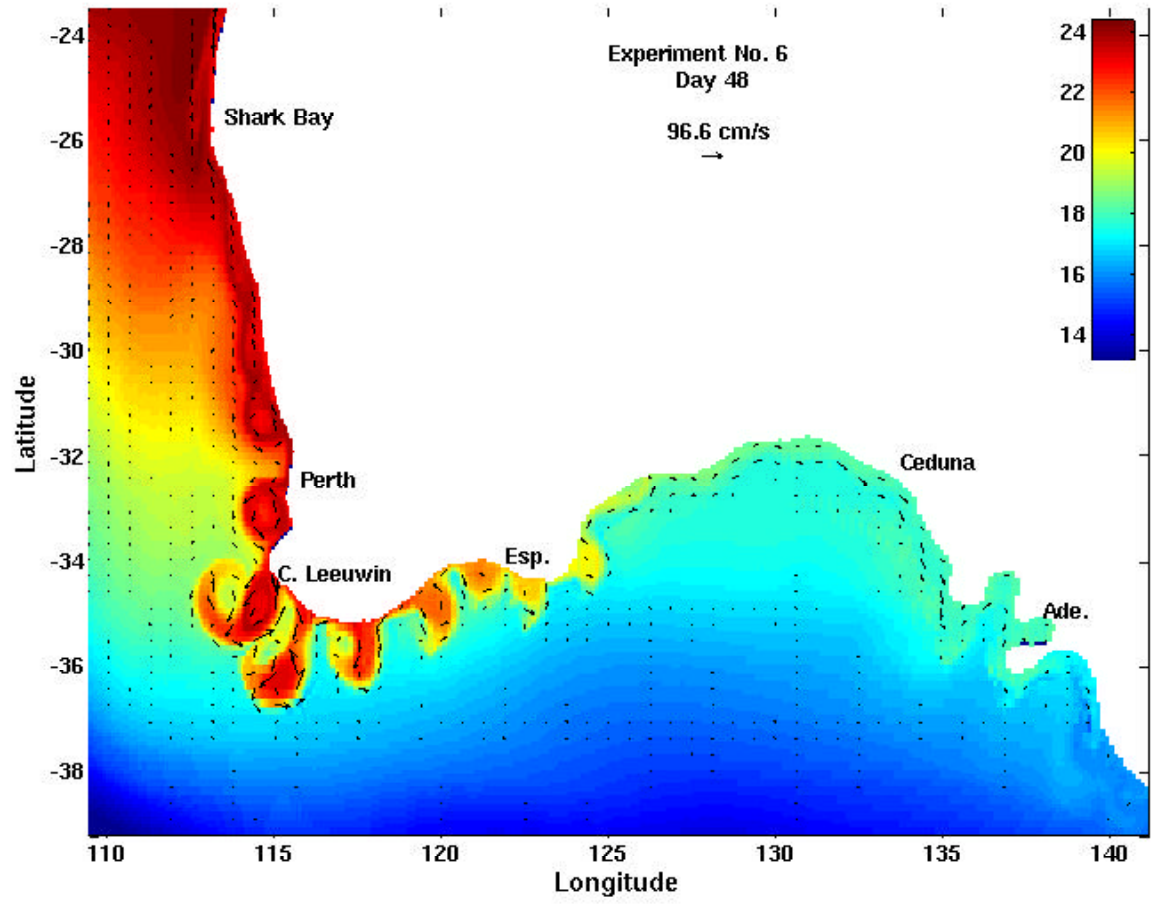 Experiment No. 6
Day 48
96.6 cm/s
Shark Bay
Perth
C. Leeuwin
Esp.
Ceduna
Ade.
24
22
20
18
16
14
-24
-26
-28
-30
-32
-34
-36
-38
Latitude
110 115 120 125 130 135 140
Longitude